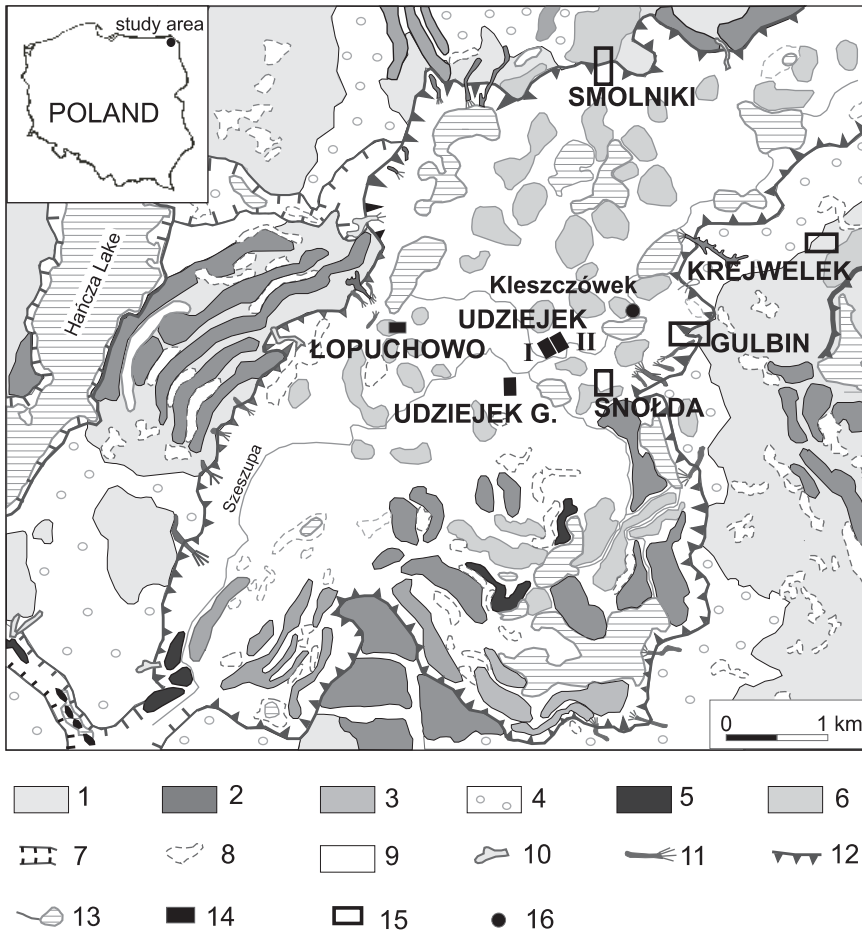 study area
POLAND
SMOLNIKI
Hańcza Lake
KREJWELEK
Kleszczówek
UDZIEJEK
I II
GULBIN
ŁOPUCHOWO
UDZIEJEK G.
SNOŁDA
Szeszupa
0 1 km
1 2 3 4 5 6
7 8 9 10 11 12
13 14 15 16